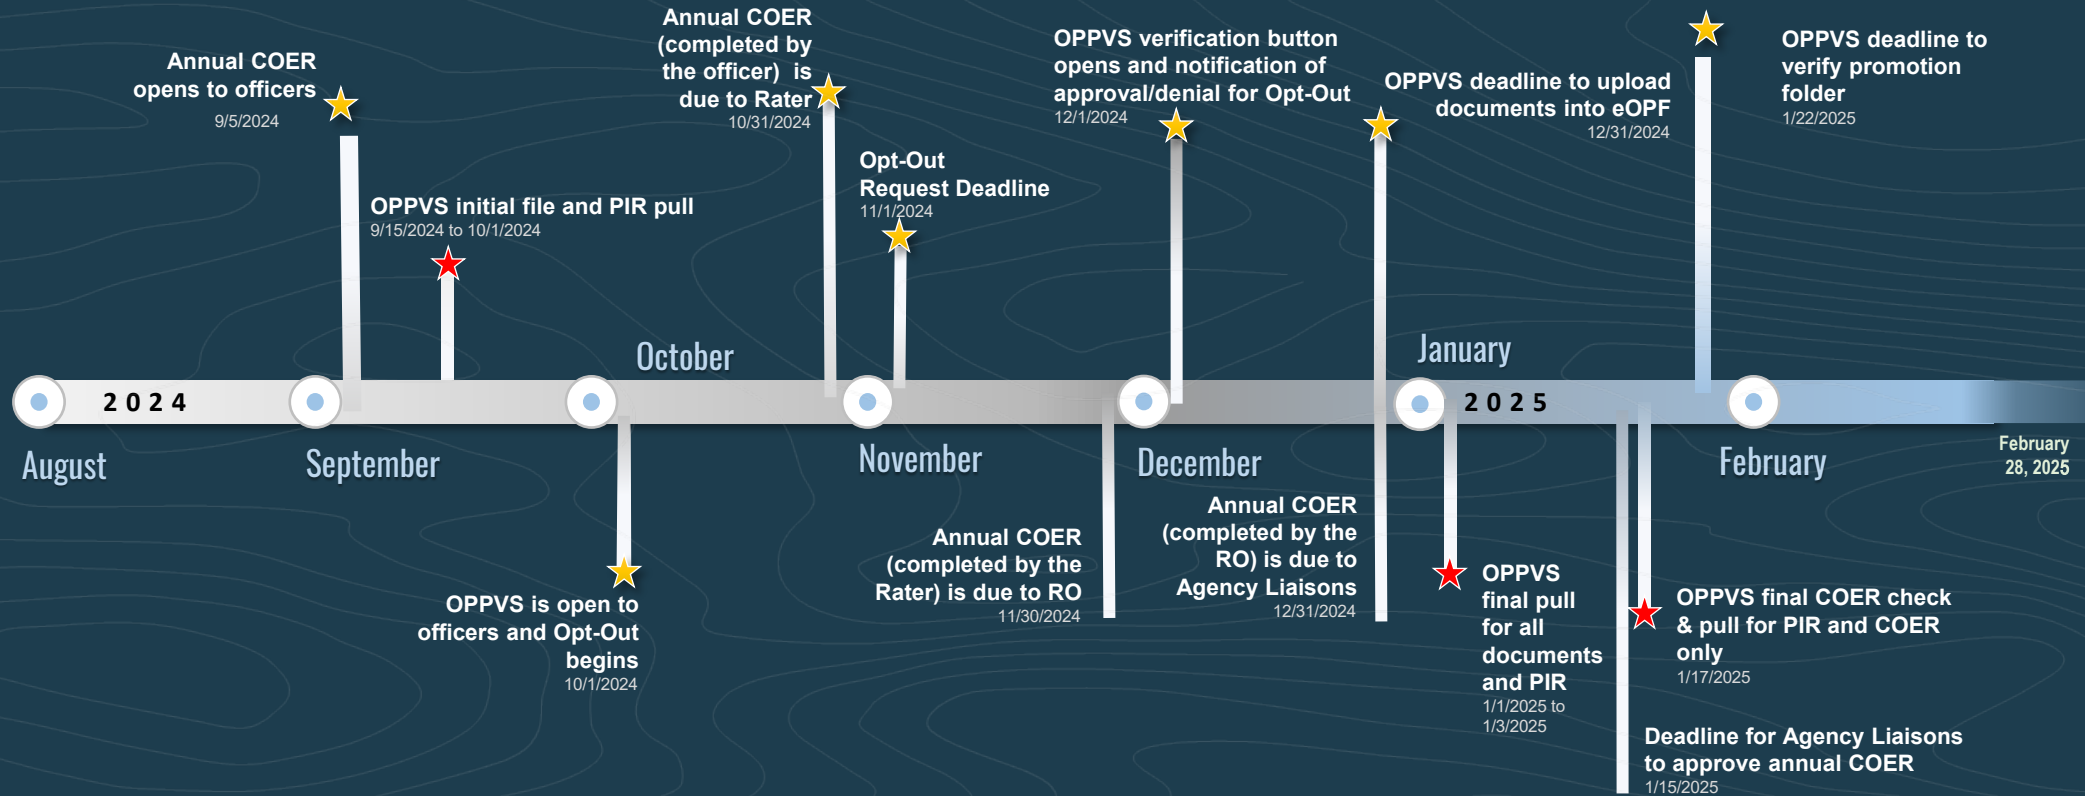 Annual COER
opens to officers
9/5/2024
OPPVS initial file and PIR pull
9/15/2024 to 10/1/2024
Annual COER
(completed by
the officer)  is
due to Rater
10/31/2024
Opt-Out
Request Deadline
11/1/2024
OPPVS verification button
opens and notification of
approval/denial for Opt-Out
12/1/2024
OPPVS deadline to upload
documents into eOPF
12/31/2024
OPPVS deadline to
verify promotion
folder
1/22/2025
October
January
2024
2025
August
September
November
December
February
February
28, 2025
OPPVS is open to
officers and Opt-Out
begins
10/1/2024
Annual COER
(completed by the
Rater) is due to RO
11/30/2024
Annual COER
(completed by the
RO) is due to
Agency Liaisons
12/31/2024
OPPVS
final pull
for all
documents
and PIR
1/1/2025 to
1/3/2025
OPPVS final COER check
& pull for PIR and COER
only
1/17/2025
Deadline for Agency Liaisons
to approve annual COER
1/15/2025